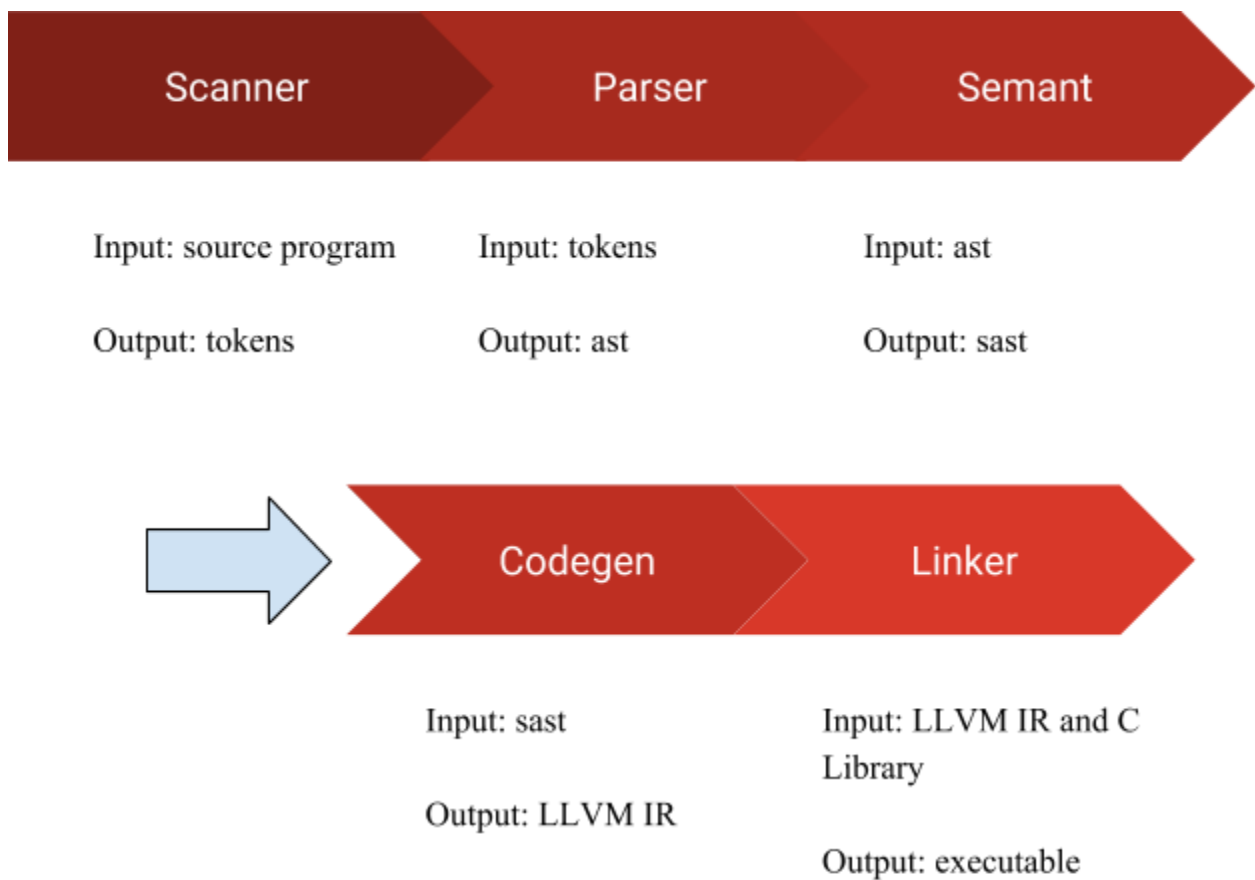 Scanner
Parser
Semant
Input: source program
Input: tokens
Input: ast
Output: tokens
Output: ast
Output: sast
Codegen
Linker
Input: sast
Input: LLVM IR and C
Library
Output: LLVM IR
Output: executable